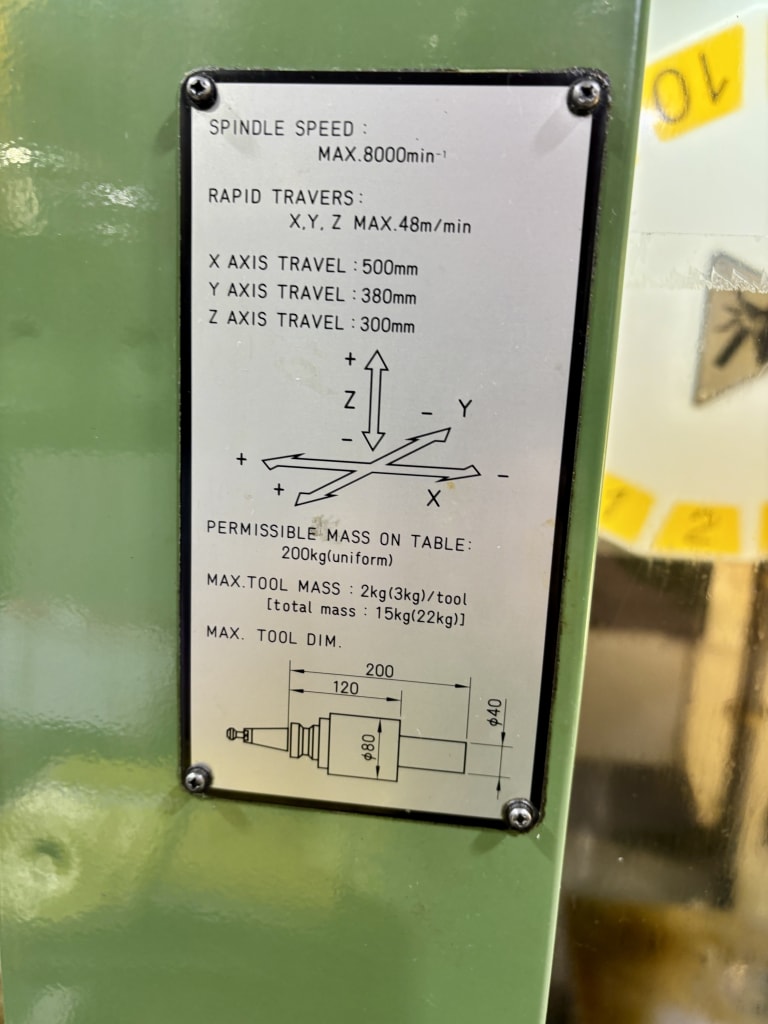 SPINDLE SPEED :
MAX.8000min⁻¹
RAPID TRAVERS:
X,Y, Z MAX.48m/min
X AXIS TRAVEL :500mm
Y AXIS TRAVEL :380mm
Z AXIS TRAVEL :300mm
+
Z
-
- Y
+ -
+
X
PERMISSIBLE MASS ON TABLE:
200kg(uniform)
MAX.TOOL MASS : 2kg(3kg)/tool
[total mass : 15kg(22kg)]
MAX. TOOL DIM.
200
120
φ80
φ40
10
1
2